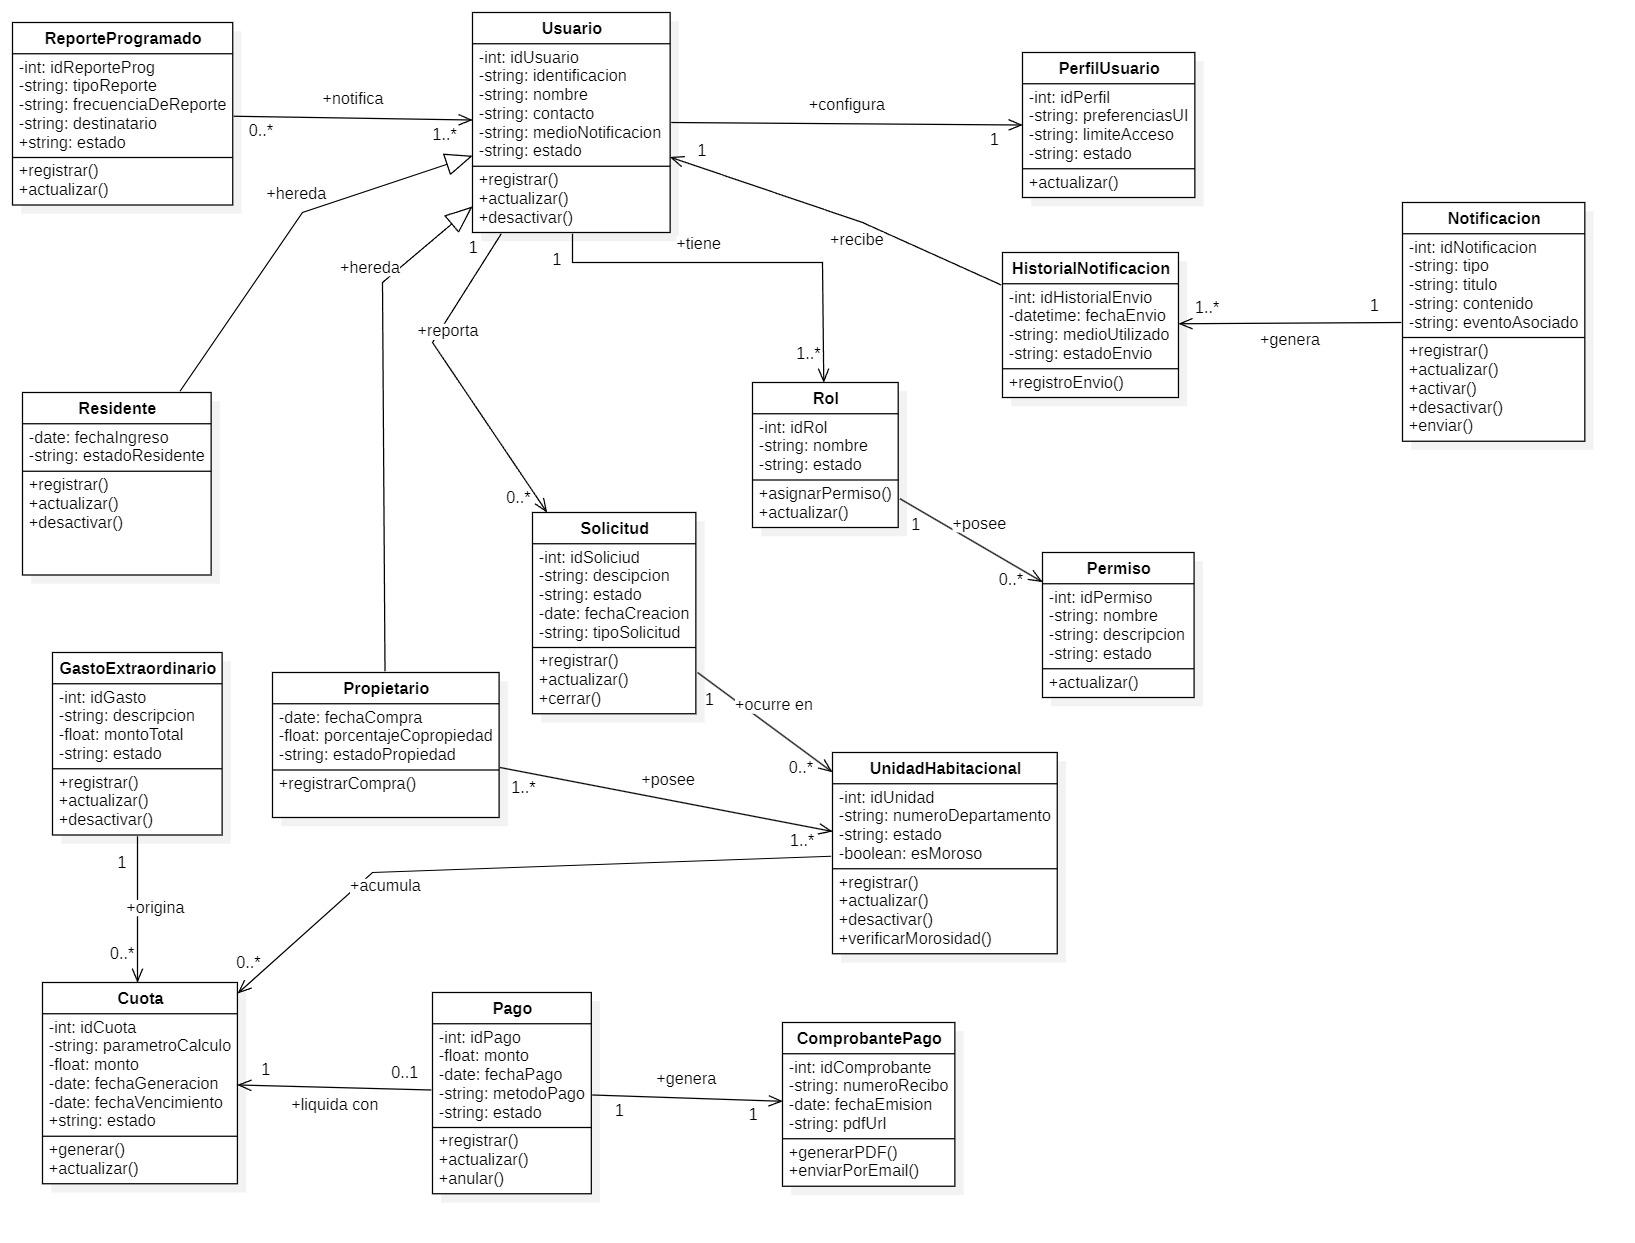 ReporteProgramado
-int: idReporteProg
-string: tipoReporte
-string: frecuenciaDeReporte
-string: destinatario
+string: estado
+registrar()
+actualizar()
+notifica
0..*
1..*
Usuario
-int: idUsuario
-string: identificacion
-string: nombre
-string: contacto
-string: medioNotificacion
-string: estado
+registrar()
+actualizar()
+desactivar()
+configura
1
PerfilUsuario
-int: idPerfil
-string: preferenciasUI
-string: limiteAcceso
-string: estado
+actualizar()
+hereda
+hereda
1
+reporta
0..*
1
+tiene
1..*
1
+recibe
HistorialNotificacion
-int: idHistorialEnvio
-datetime: fechaEnvio
-string: medioUtilizado
-string: estadoEnvio
+registroEnvio()
1..*
1
+genera
Notificacion
-int: idNotificacion
-string: tipo
-string: titulo
-string: contenido
-string: eventoAsociado
+registrar()
+actualizar()
+activar()
+desactivar()
+enviar()
Residente
-date: fechaIngreso
-string: estadoResidente
+registrar()
+actualizar()
+desactivar()
Rol
-int: idRol
-string: nombre
-string: estado
+asignarPermiso()
+actualizar()
1
+posee
0..*
Permiso
-int: idPermiso
-string: nombre
-string: descripcion
-string: estado
+actualizar()
Solicitud
-int: idSoliciud
-string: descipcion
-string: estado
-date: fechaCreacion
-string: tipoSolicitud
+registrar()
+actualizar()
+cerrar()
1
+ocurre en
0..*
GastoExtraordinario
-int: idGasto
-string: descripcion
-float: montoTotal
-string: estado
+registrar()
+actualizar()
+desactivar()
Propietario
-date: fechaCompra
-float: porcentajeCopropiedad
-string: estadoPropiedad
+registrarCompra()
1..*
+posee
1..*
UnidadHabitacional
-int: idUnidad
-string: numeroDepartamento
-string: estado
-boolean: esMoroso
+registrar()
+actualizar()
+desactivar()
+verificarMorosidad()
1
+origina
0..*
+acumula
0..*
Cuota
-int: idCuota
-string: parametroCalculo
-float: monto
-date: fechaGeneracion
-date: fechaVencimiento
+string: estado
+generar()
+actualizar()
1
0..1
+liquida con
Pago
-int: idPago
-float: monto
-date: fechaPago
-string: metodoPago
-string: estado
+registrar()
+actualizar()
+anular()
+genera
1
1
ComprobantePago
-int: idComprobante
-string: numeroRecibo
-date: fechaEmision
-string: pdfUrl
+generarPDF()
+enviarPorEmail()